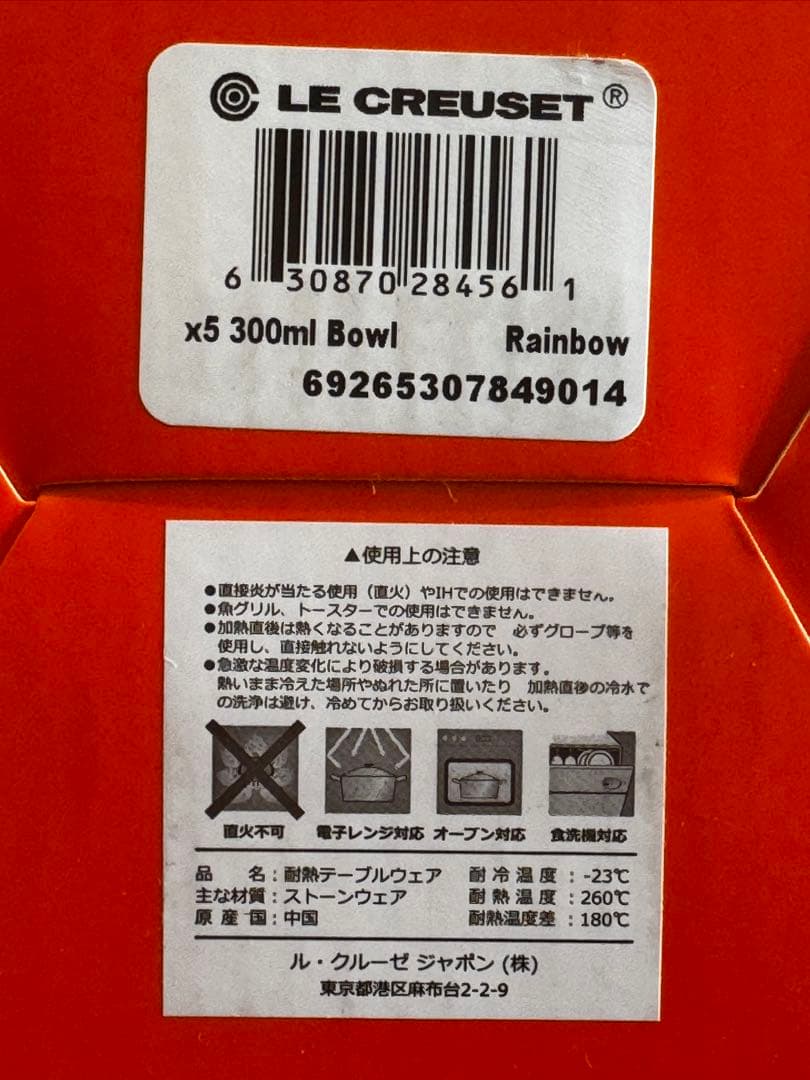 LE CREUSET®
6 30870 28456 1
x5 300ml Bowl Rainbow
69265307849014
▲使用上の注意
●直接炎が当たる使用（直火）やIHでの使用はできません。
●魚グリル、トースターでの使用はできません。
●加熱直後は熱くなることがありますので 必ずグローブ等を
使用し、直接触れないようにしてください。
●急激な温度変化により破損する場合があります。
熱いまま冷えた場所やぬれた所に置いたり 加熱直後の冷水で
の洗浄は避け、冷めてからお取り扱いください。
直火不可 電子レンジ対応 オーブン対応 食洗機対応
品名：耐熱テーブルウェア 耐冷温度：-23℃
主な材質：ストーンウェア 耐熱温度：260℃
原産国：中国 耐熱温度差：180℃
ル・クルーゼ ジャポン (株)
東京都港区麻布台2-2-9